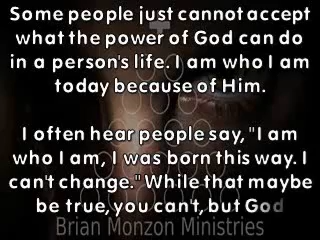 Some people just cannot accept
what the power of God can do
in a person's life. I am who I am
today because of Him.
I often hear people say, "I am
who I am, I was born this way. I
can't change." While that maybe
be true, you can't, but God
Brian Monzon Ministries